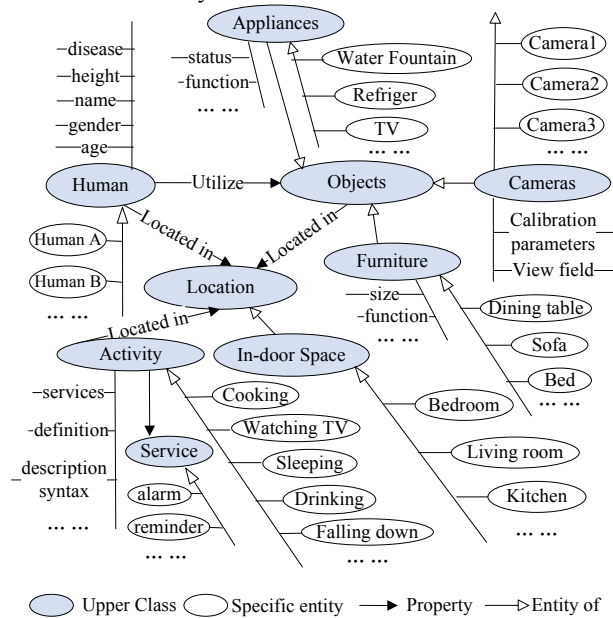 Appliances
disease
height
name
gender
age
status
function
... ...
Water Fountain
Refriger
TV
... ...
Camera1
Camera2
Camera3
... ...
Human
Utilize
Objects
Cameras
Located in
Located in
Human A
Human B
... ...
Calibration
parameters
View field
... ...
Location
Furniture
size
function
... ...
Dining table
Sofa
Bed
... ...
Located in
Activity
In-door Space
services
definition
description
syntax
... ...
Service
alarm
reminder
... ...
Cooking
Watching TV
Sleeping
Drinking
Falling down
... ...
Bedroom
Living room
Kitchen
... ...
Upper Class
Specific entity
Property
Entity of